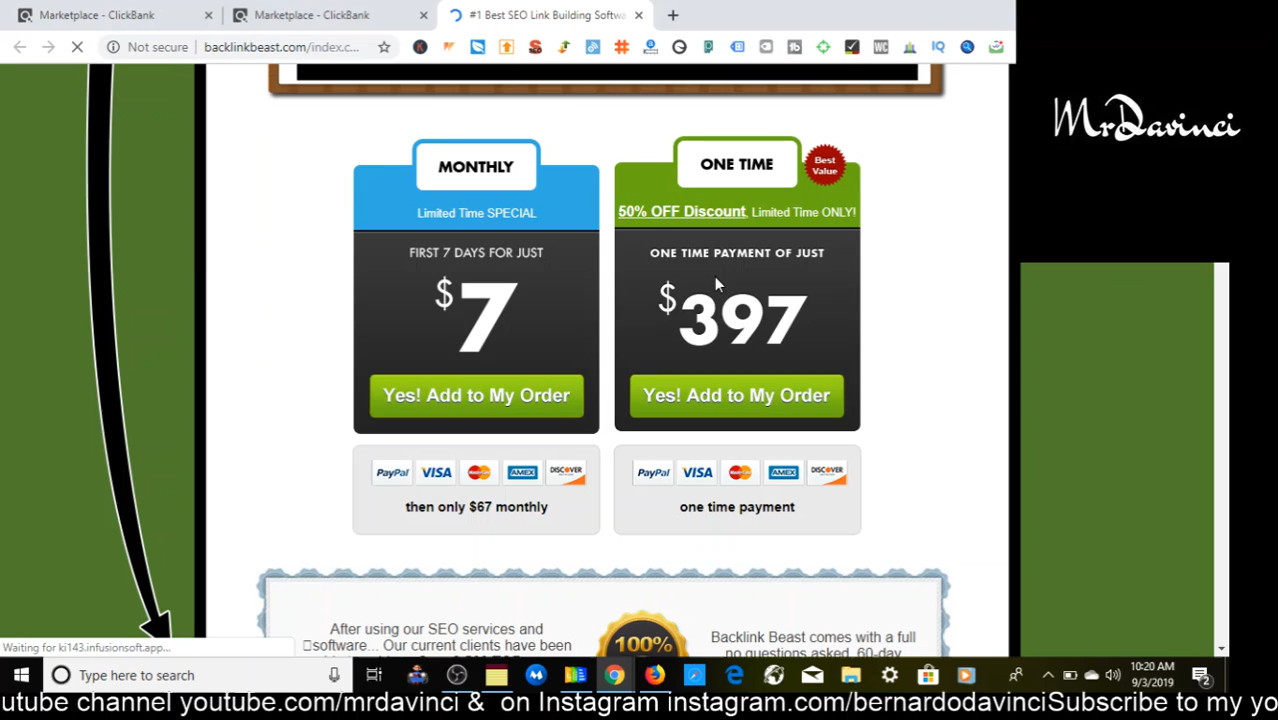 Marketplace - ClickBank
Marketplace - ClickBank
#1 Best SEO Link Building Softwa
Not secure
backlinkbeast.com/index.c...
MrDavinci
MONTHLY
Limited Time SPECIAL
FIRST 7 DAYS FOR JUST
$7
Yes! Add to My Order
PayPal VISA MasterCard AMEX DISCOVER
then only $67 monthly
ONE TIME
Best
Value
50% OFF Discount, Limited Time ONLY!
ONE TIME PAYMENT OF JUST
$397
Yes! Add to My Order
PayPal VISA MasterCard AMEX DISCOVER
one time payment
After using our SEO services and
software... Our current clients have been
100%
Backlink Beast comes with a full
no questions asked, 60-day
Waiting for ki143.infusionsoft.app...
Type here to search
10:20 AM
9/3/2019
utube channel youtube.com/mrdavinci & on Instagram instagram.com/bernardodavinciSubscribe to my yo